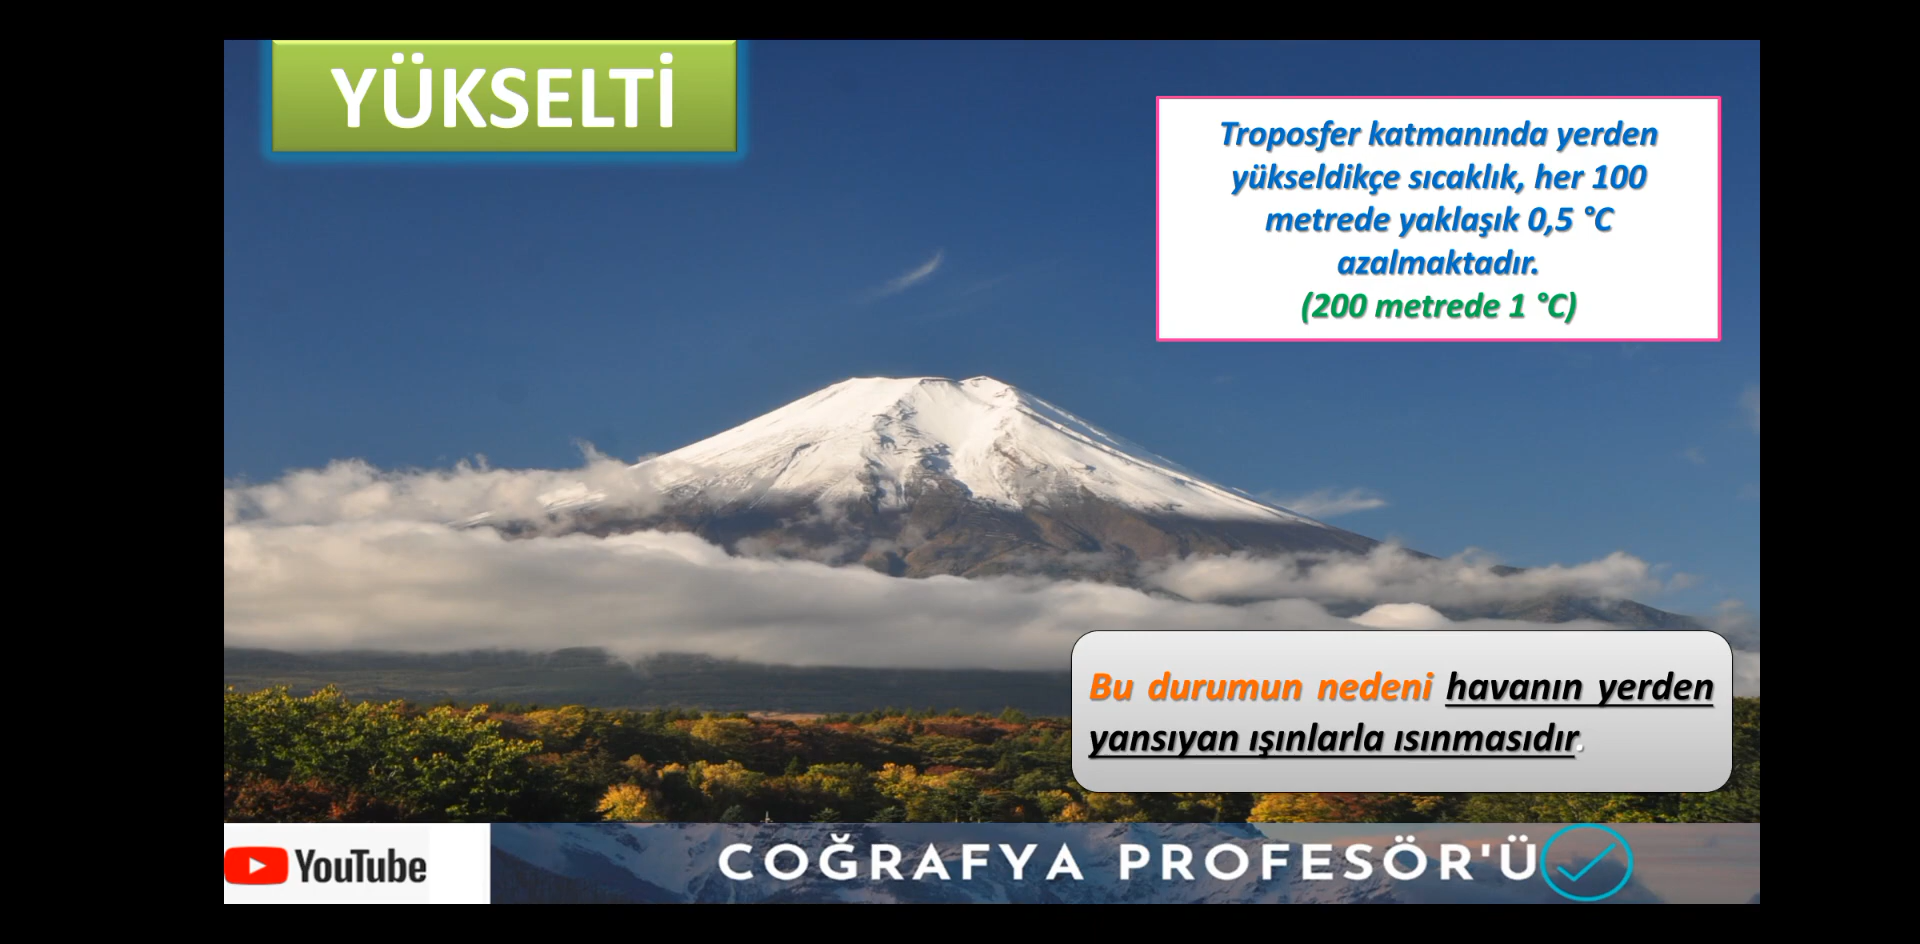 YÜKSELTİ
Troposfer katmanında yerden
yükseldikçe sıcaklık, her 100
metrede yaklaşık 0,5 °C
azalmaktadır.
(200 metrede 1 °C)
Bu durumun nedeni havanın yerden
yansıyan ışınlarla ısınmasıdır.
YouTube
COĞRAFYA PROFESÖR'Ü